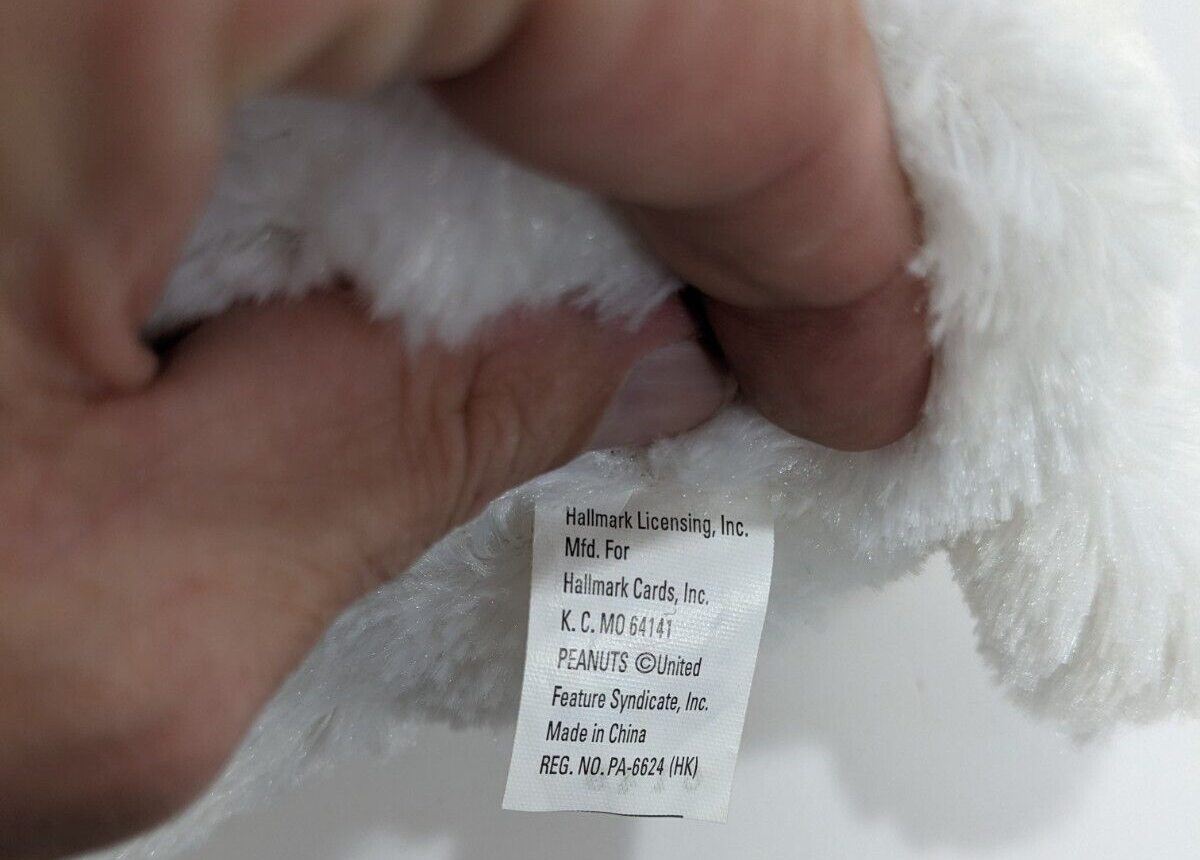 Hallmark Licensing, Inc.
Mfd. For
Hallmark Cards, Inc.
K. C. MO 64141
PEANUTS ©United
Feature Syndicate, Inc.
Made in China
REG. NO. PA-6624 (HK)